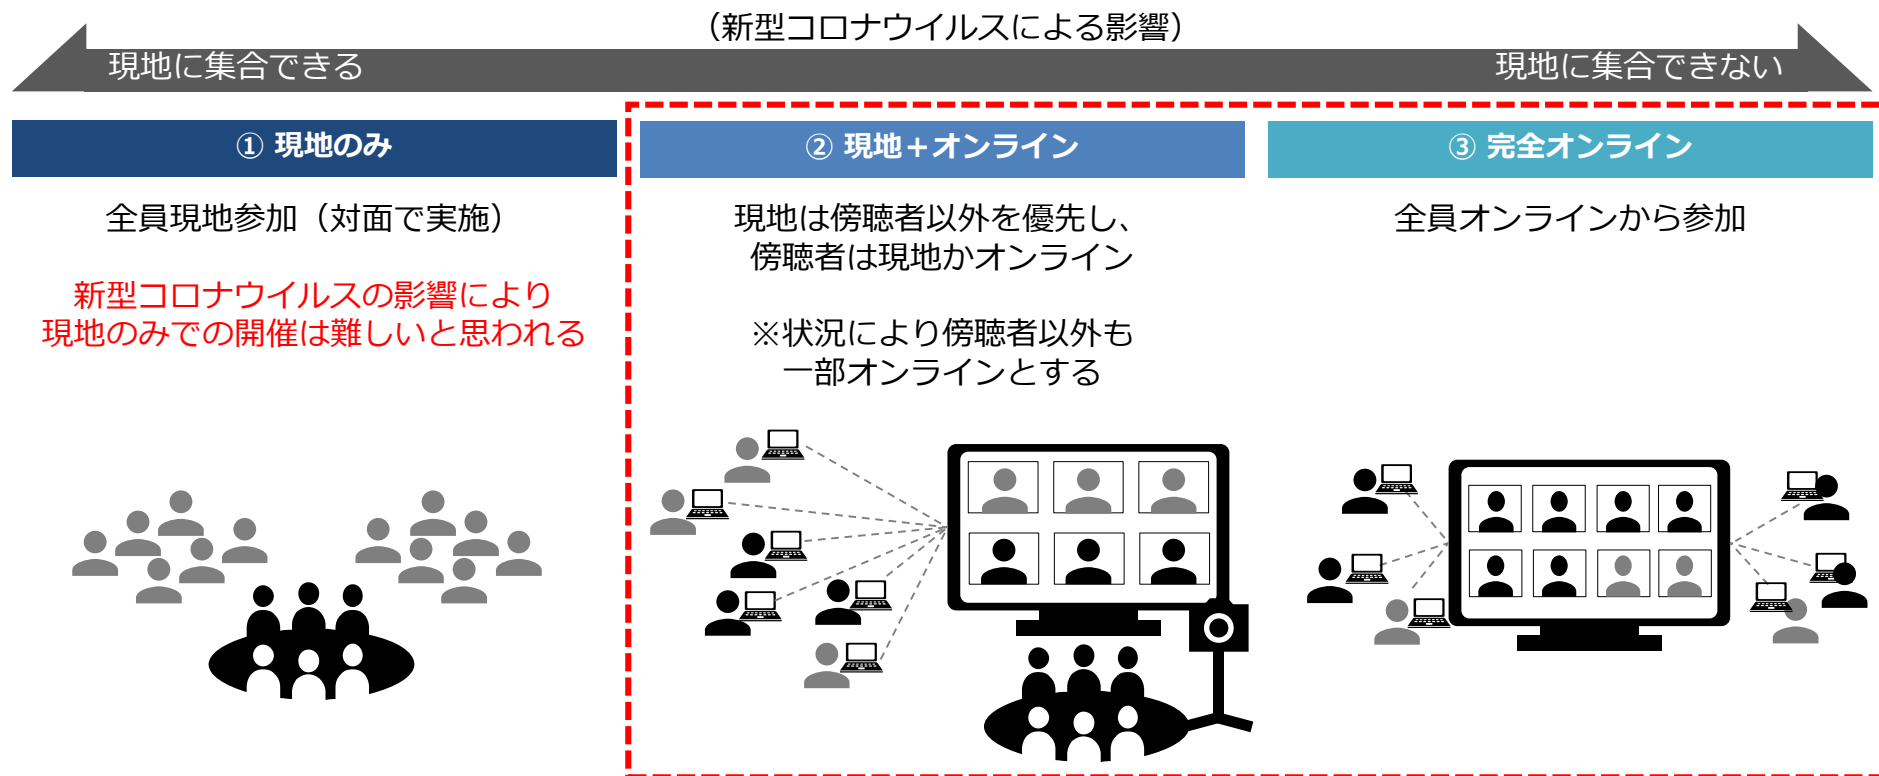 （新型コロナウイルスによる影響）
現地に集合できる
現地に集合できない
① 現地のみ
全員現地参加（対面で実施）
新型コロナウイルスの影響により
現地のみでの開催は難しいと思われる
② 現地＋オンライン
現地は傍聴者以外を優先し、
傍聴者は現地かオンライン
※状況により傍聴者以外も
一部オンラインとする
③ 完全オンライン
全員オンラインから参加